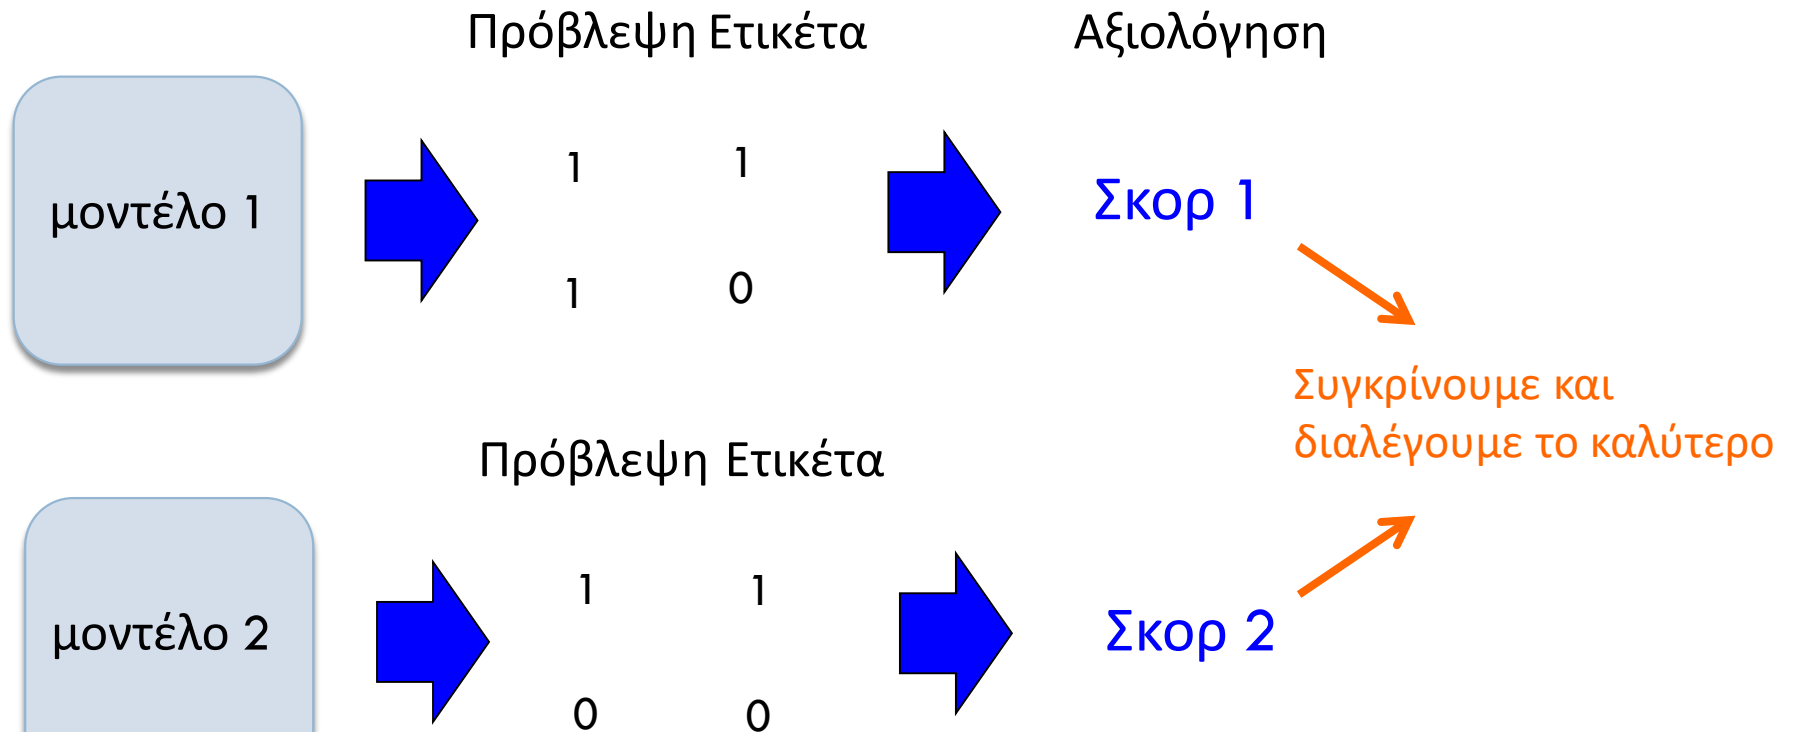 Πρόβλεψη Ετικέτα Αξιολόγηση
1 1
μοντέλο 1 Σκορ 1
1 0
Συγκρίνουμε και
διαλέγουμε το καλύτερο
Πρόβλεψη Ετικέτα
1 1
μοντέλο 2 Σκορ 2
0 0